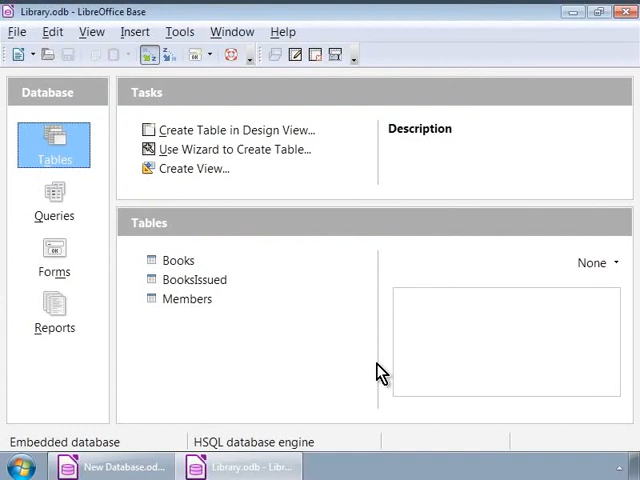 Library.odb - LibreOffice Base
File Edit View Insert Tools Window Help
Database
Tables
Queries
Forms
Reports
Tasks
Create Table in Design View...
Use Wizard to Create Table...
Create View...
Description
Tables
Books
BooksIssued
Members
None
Embedded database
HSQL database engine
New Database.od...
Library.odb - Libr...